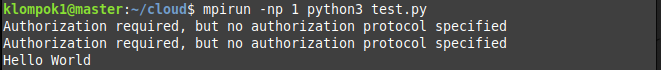 klompok1@master:~/cloud$ mpirun -np 1 python3 test.py
Authorization required, but no authorization protocol specified
Authorization required, but no authorization protocol specified
Hello World